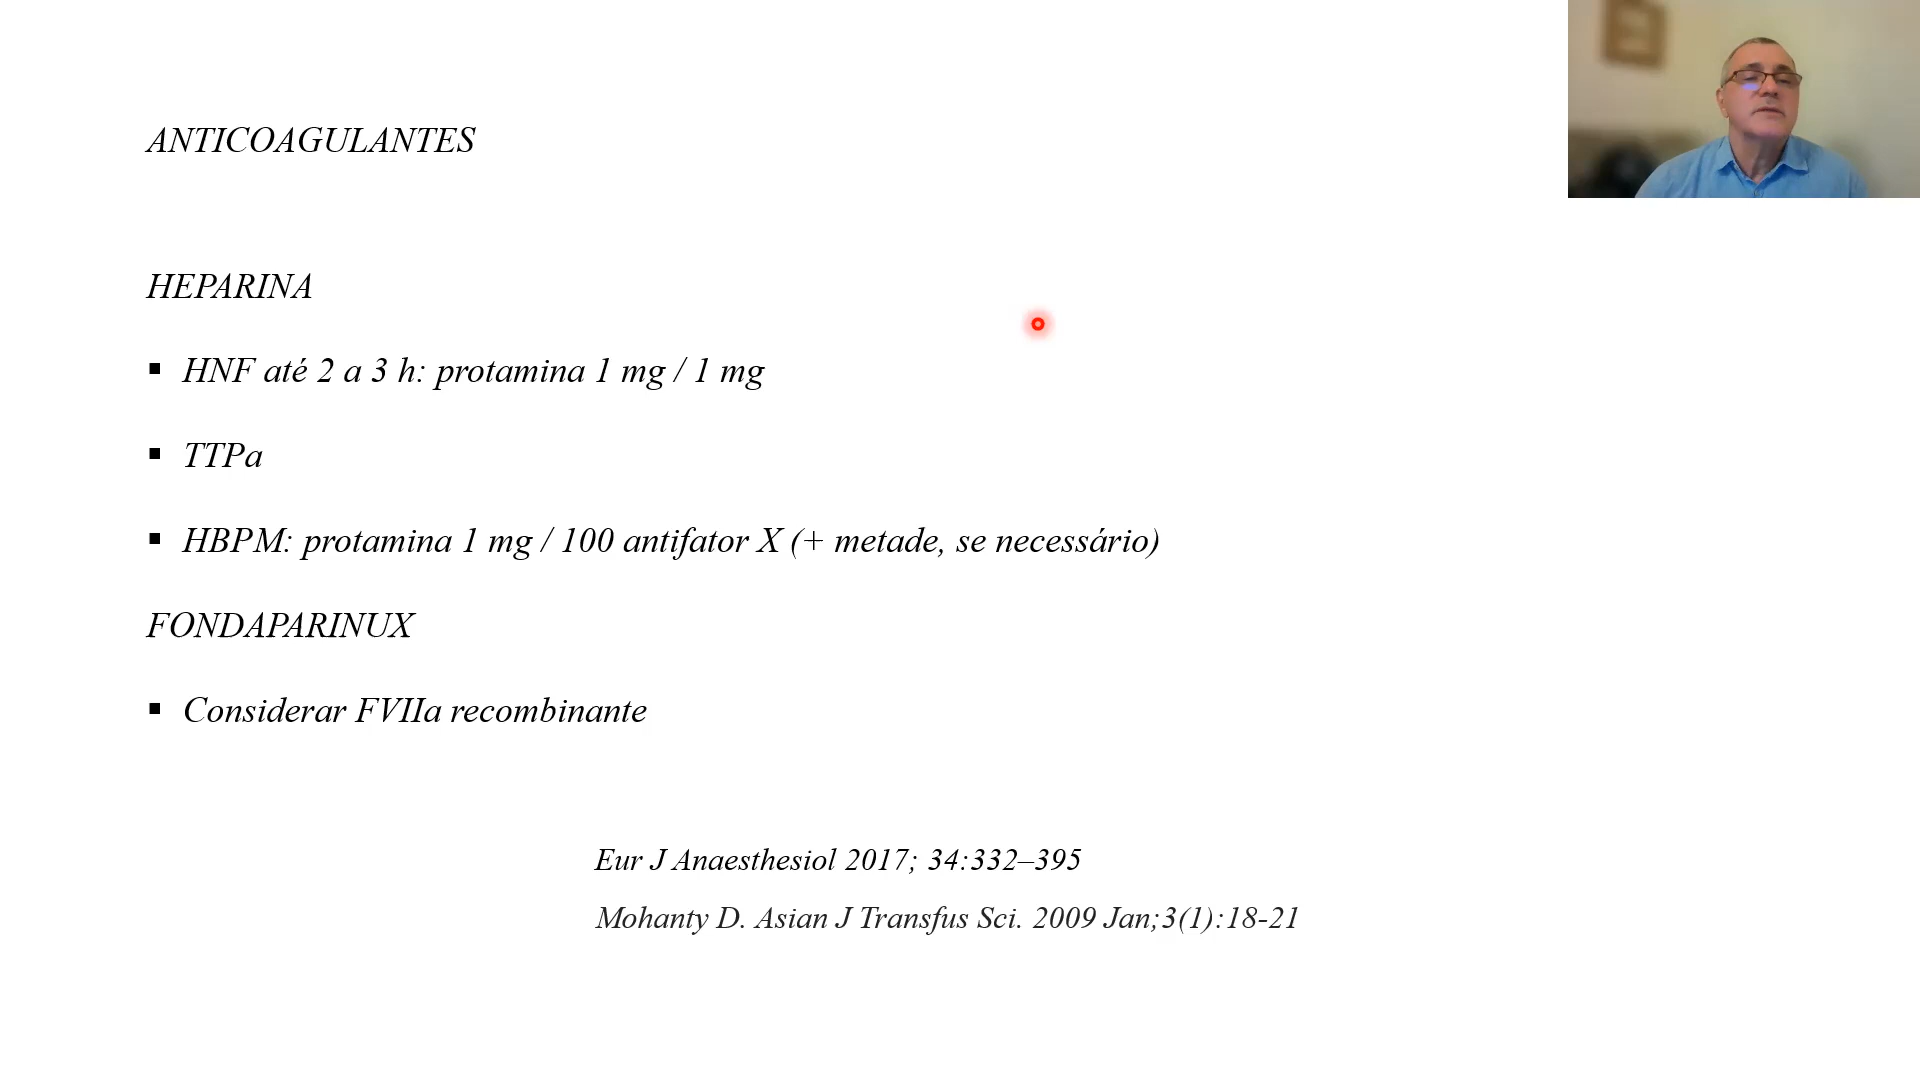 ANTICOAGULANTES
HEPARINA
▪ HNF até 2 a 3 h: protamina 1 mg / 1 mg
▪ TTPa
▪ HBPM: protamina 1 mg / 100 antifator X (+ metade, se necessário)
FONDAPARINUX
▪ Considerar FVIIa recombinante
Eur J Anaesthesiol 2017; 34:332–395
Mohanty D. Asian J Transfus Sci. 2009 Jan;3(1):18-21